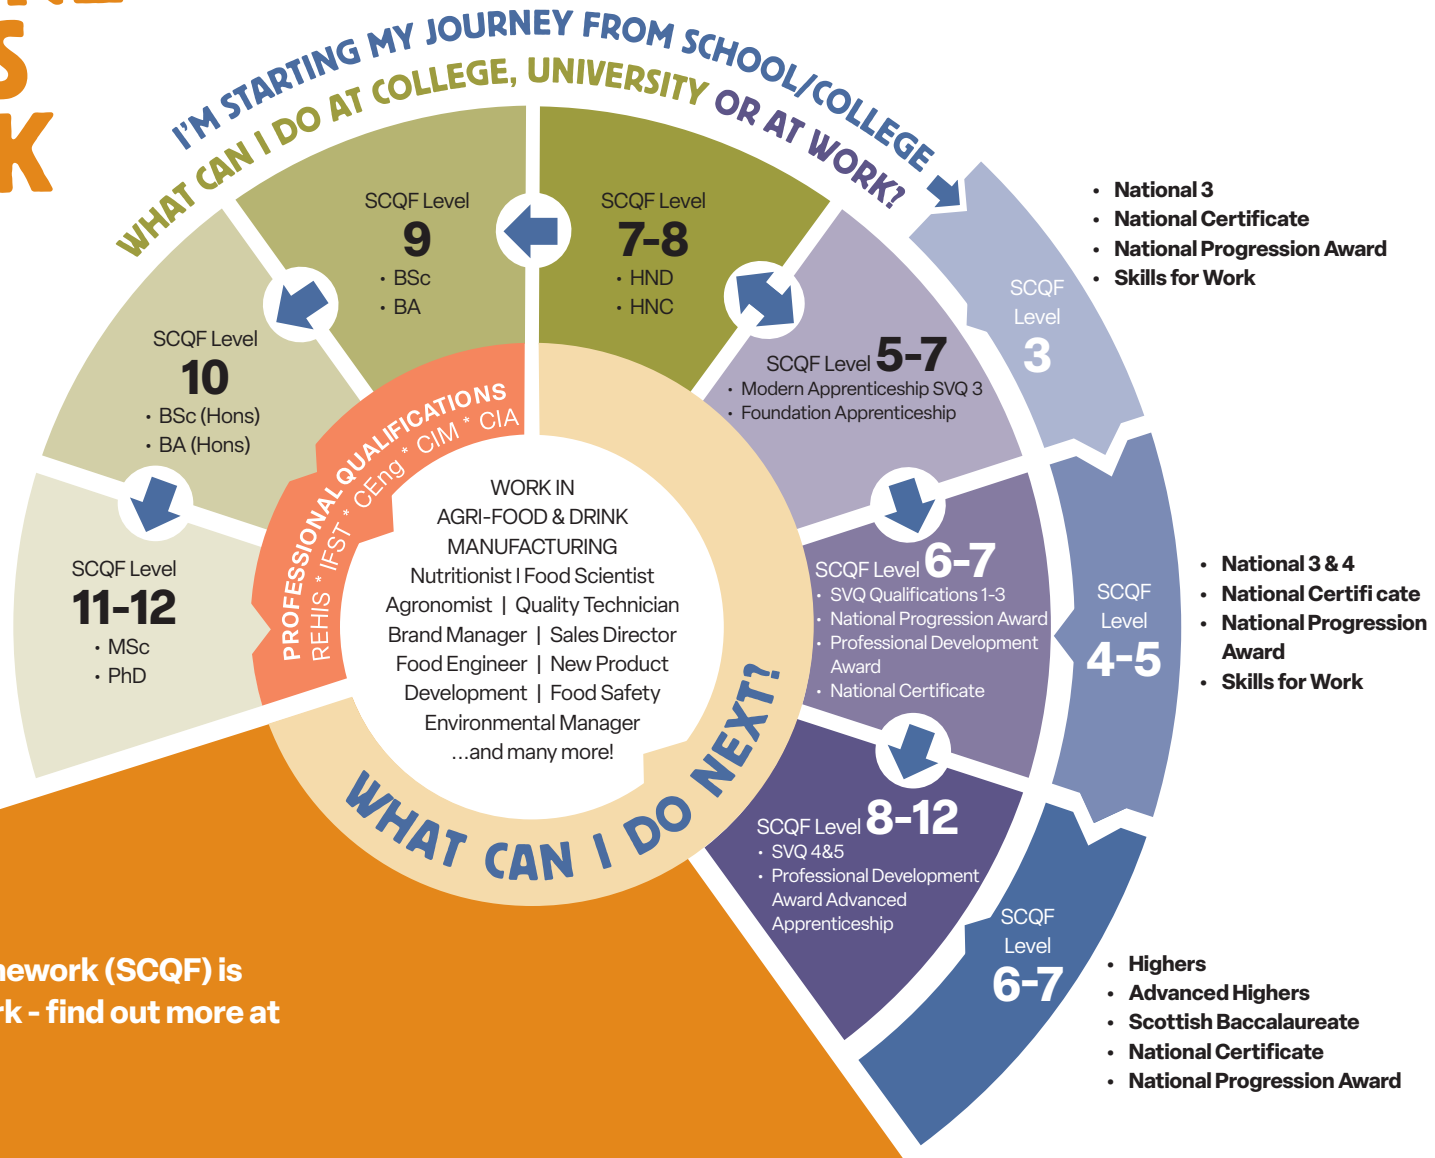 S
K
I'M STARTING MY JOURNEY FROM SCHOOL/COLLEGE
WHAT CAN I DO AT COLLEGE, UNIVERSITY OR AT WORK?
SCQF Level
3
• National 3
• National Certificate
• National Progression Award
• Skills for Work
SCQF
Level
4-5
• National 3 & 4
• National Certifi cate
• National Progression
Award
• Skills for Work
SCQF
Level
6-7
• Highers
• Advanced Highers
• Scottish Baccalaureate
• National Certificate
• National Progression Award
SCQF Level
7-8
• HND
• HNC
SCQF Level
9
• BSc
• BA
SCQF Level
10
• BSc (Hons)
• BA (Hons)
SCQF Level
11-12
• MSc
• PhD
SCQF Level 5-7
• Modern Apprenticeship SVQ 3
• Foundation Apprenticeship
SCQF Level 6-7
• SVQ Qualifications 1-3
• National Progression Award
• Professional Development
Award
• National Certificate
SCQF Level 8-12
• SVQ 4&5
• Professional Development
Award Advanced
Apprenticeship
PROFESSIONAL QUALIFICATIONS
REHIS * IFST * CEng * CIM * CIA
WORK IN
AGRI-FOOD & DRINK
MANUFACTURING
Nutritionist | Food Scientist
Agronomist | Quality Technician
Brand Manager | Sales Director
Food Engineer | New Product
Development | Food Safety
Environmental Manager
...and many more!
WHAT CAN I DO NEXT?
(SCQF) is
- find out more at